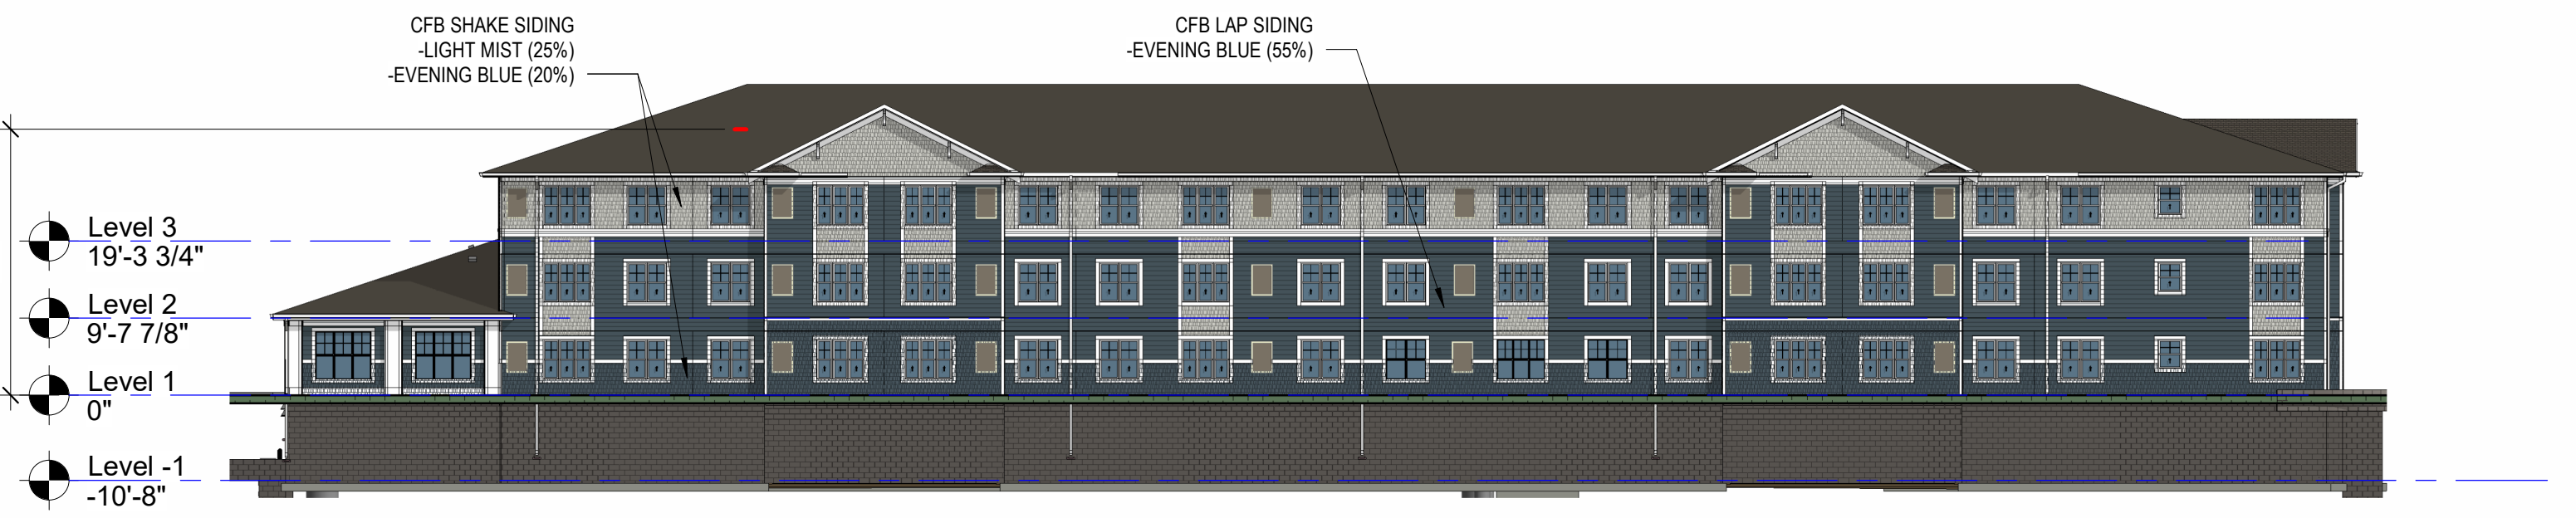 CFB SHAKE SIDING
-LIGHT MIST (25%)
-EVENING BLUE (20%)
CFB LAP SIDING
-EVENING BLUE (55%)
Level 3
19'-3 3/4"
Level 2
9'-7 7/8"
Level 1
0"
Level -1
-10'-8"